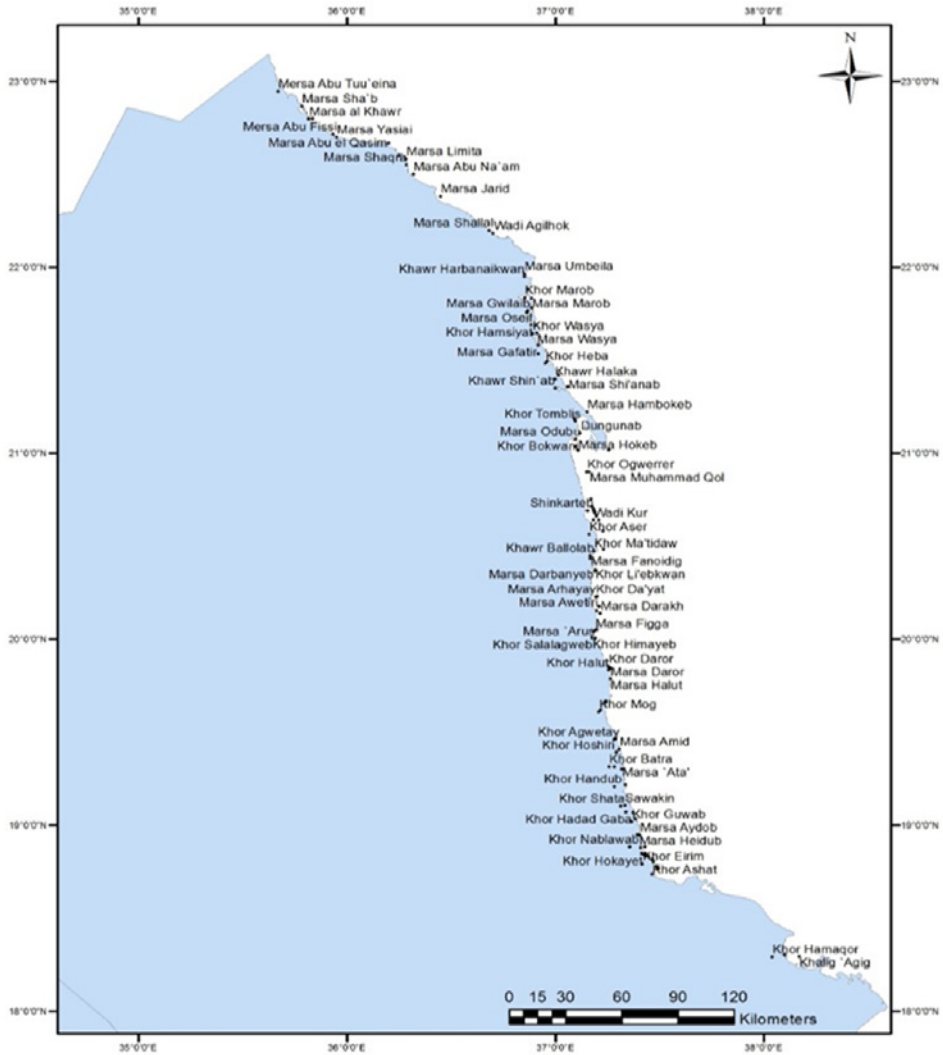 35°0'0"E 36°0'0"E 37°0'0"E 38°0'0"E
N
23°0'0"N 23°0'0"N
Mersa Abu Tuu`eina
Marsa Sha`b
Marsa al Khawr
Mersa Abu Fissi Marsa Yasiai
Marsa Abu el Qasim
Marsa Limita
Marsa Shaqra
Marsa Abu Na`am
Marsa Jarid
Marsa Shallal Wadi Agilhok
22°0'0"N 22°0'0"N
Khawr Harbanaikwan Marsa Umbeila
Khor Marob
Marsa Gwilaib Marsa Marob
Marsa Oseif
Khor Wasya
Khor Hamsiyat
Marsa Wasya
Marsa Gafatir Khor Heba
Khawr Halaka
Khawr Shin`ab Marsa Shi'anab
Marsa Hambokeb
Khor Tomblis
Dungunab
Marsa Odub
Khor Bokwar Marsa Hokeb
21°0'0"N 21°0'0"N
Khor Ogwerrer
Marsa Muhammad Qol
Shinkarteb
Wadi Kur
Khor Aser
Khor Ma'tidaw
Khawr Ballolab
Marsa Fanoidig
Marsa Darbanyeb Khor Li'ebkwan
Marsa Arhayay Khor Da'yat
Marsa Awetir Marsa Darakh
Marsa Figga
Marsa `Arus
20°0'0"N 20°0'0"N
Khor Salalagweb Khor Himayeb
Khor Halut Khor Daror
Marsa Daror
Marsa Halut
Khor Mog
Khor Agwetay
Khor Hoshin Marsa Amid
Khor Batra
Khor Handub Marsa `Ata'
Khor Shata Sawakin
Khor Hadad Gaba Khor Guwab
19°0'0"N 19°0'0"N
Marsa Aydob
Khor Nablawab Marsa Heidub
Khor Hokayet Khor Eirim
Khor Ashat
Khor Hamaqor
Khalig `Agig
0 15 30 60 90 120
Kilometers
18°0'0"N 18°0'0"N
35°0'0"E 36°0'0"E 37°0'0"E 38°0'0"E